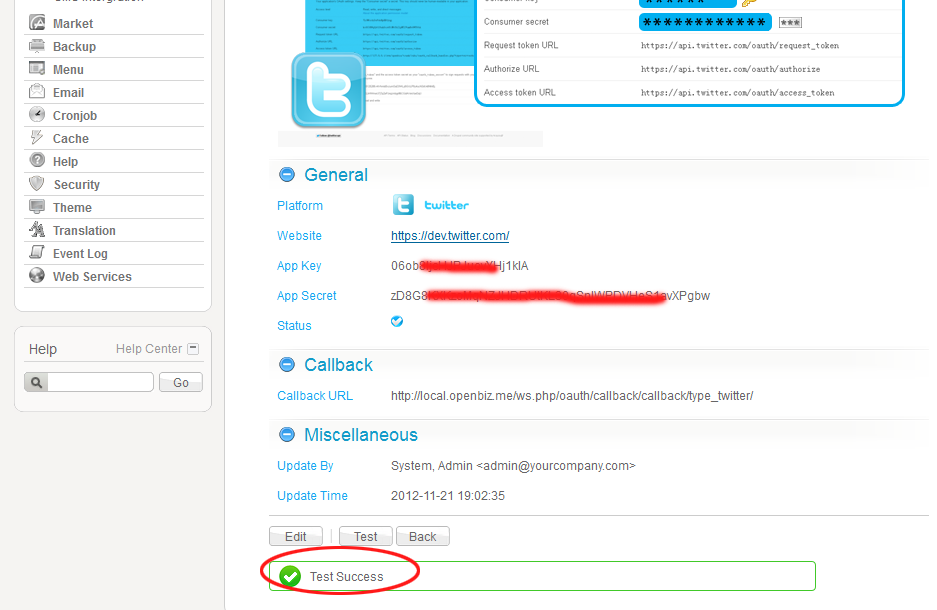 Market
Backup
Menu
Email
Cronjob
Cache
Help
Security
Theme
Translation
Event Log
Web Services
Help
Help Center
Go
Consumer secret
***********
***
Request token URL
https://api.twitter.com/oauth/request_token
Authorize URL
https://api.twitter.com/oauth/authorize
Access token URL
https://api.twitter.com/oauth/access_token
General
Platform
twitter
Website
https://dev.twitter.com/
App Key
06ob
Hj1kIA
App Secret
zD8G8
vXPgbw
Status
Callback
Callback URL
http://local.openbiz.me/ws.php/oauth/callback/callback/type_twitter/
Miscellaneous
Update By
System, Admin <admin@yourcompany.com>
Update Time
2012-11-21 19:02:35
Edit
Test
Back
Test Success